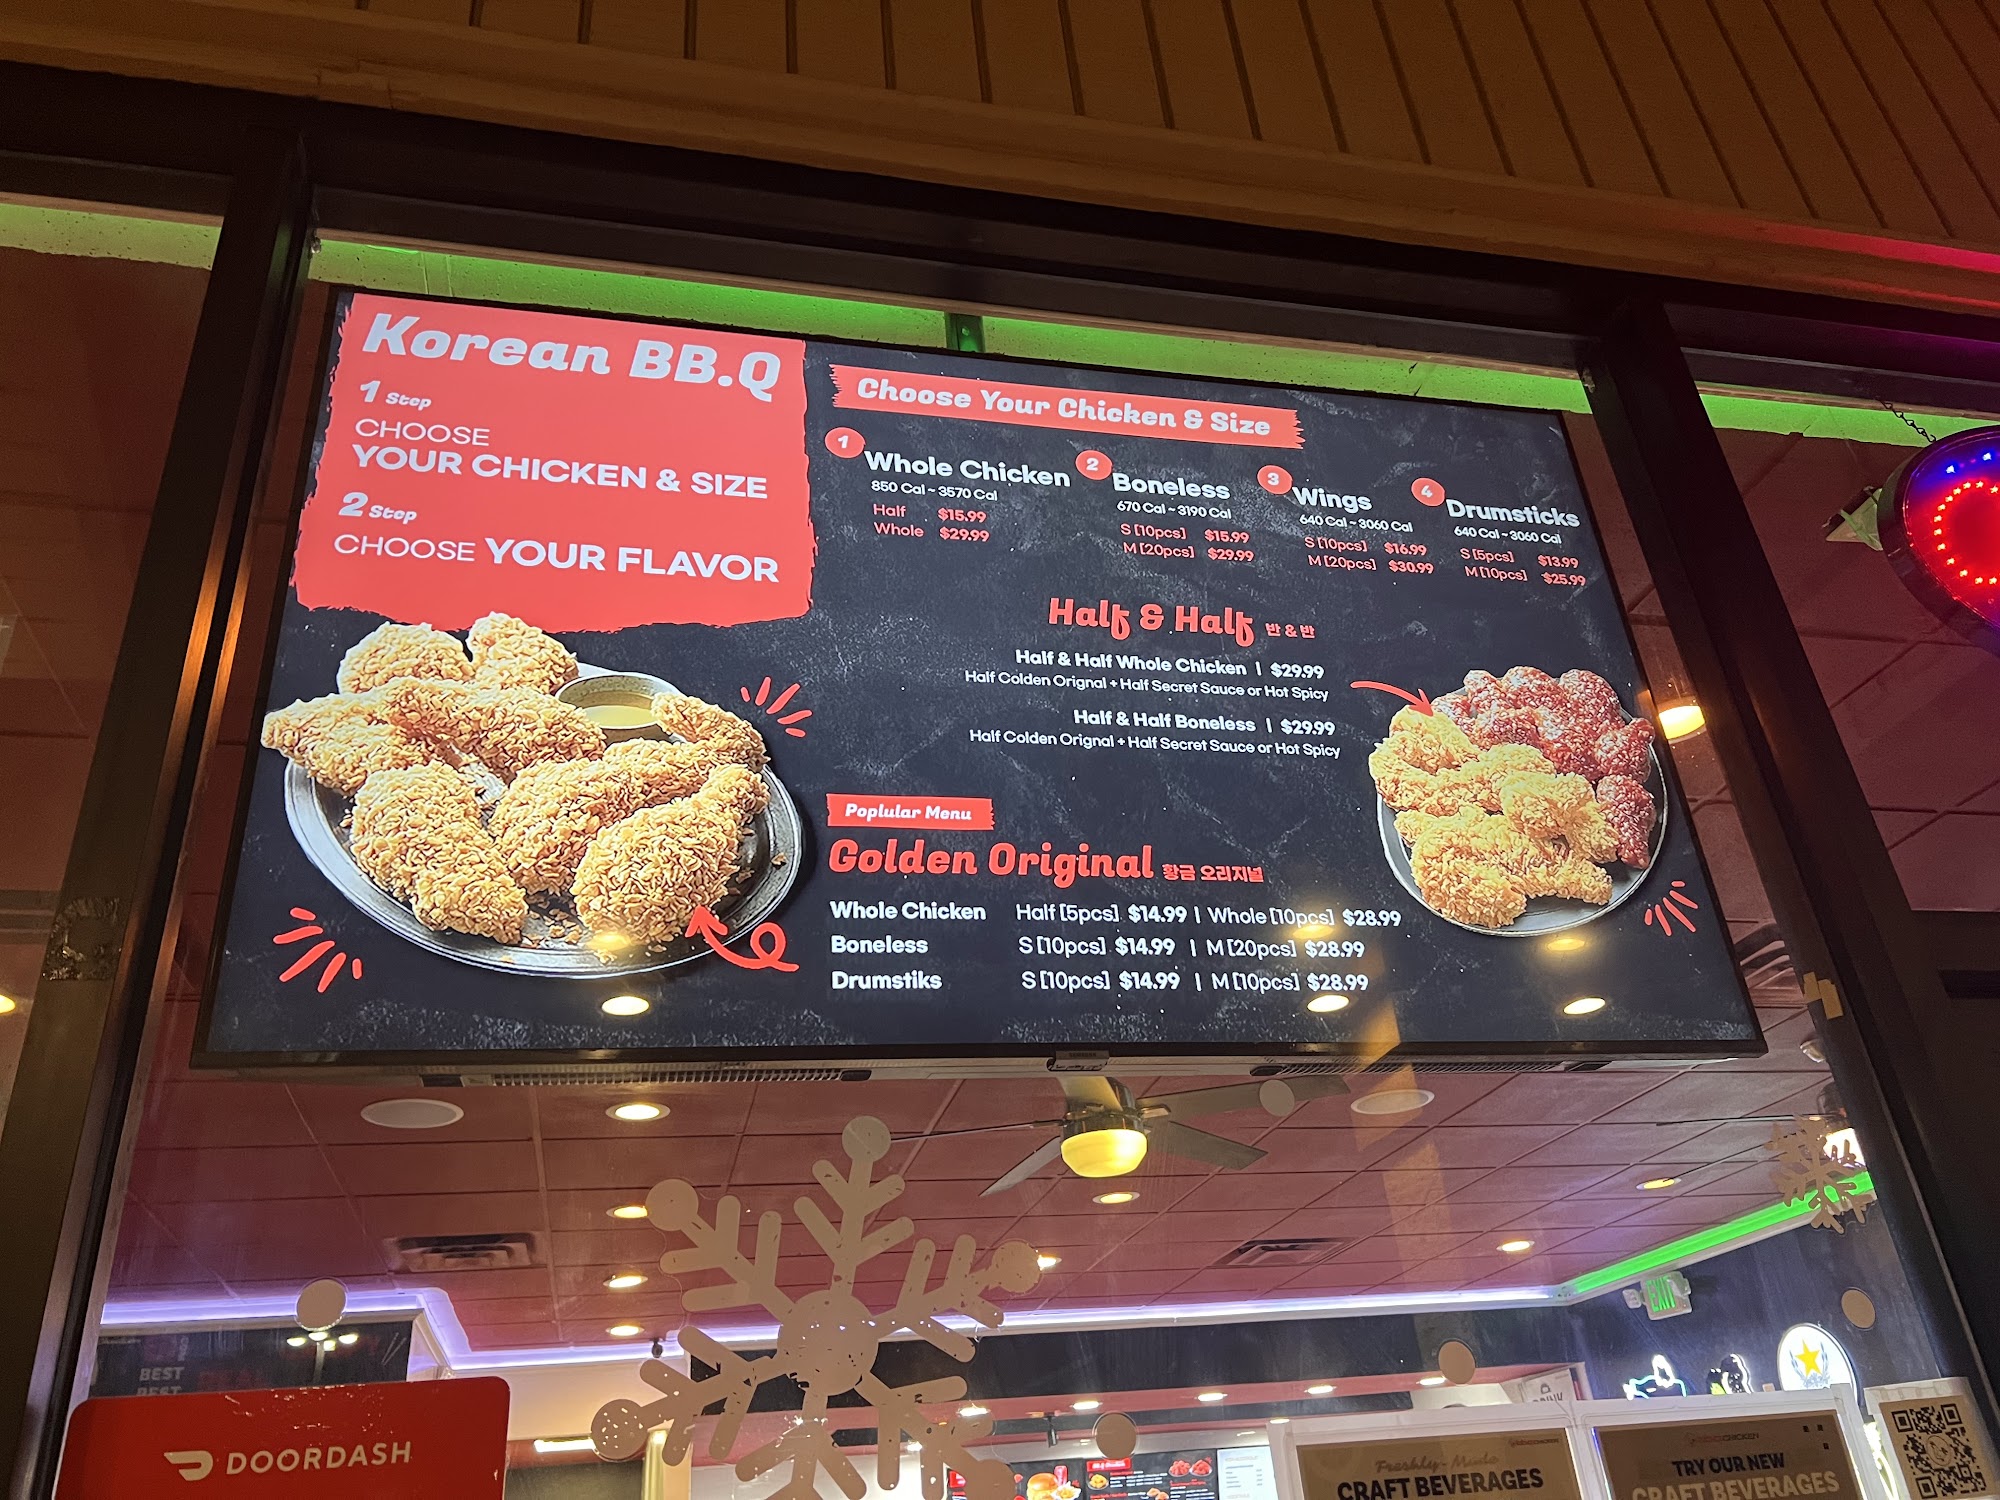 Korean BB.Q
1 Step
CHOOSE
YOUR CHICKEN & SIZE
2 Step
CHOOSE YOUR FLAVOR
Choose Your Chicken & Size
1 Whole Chicken
850 Cal ~ 3570 Cal
Half $15.99
Whole $29.99
2 Boneless
670 Cal ~ 3190 Cal
S [10pcs] $15.99
M [20pcs] $29.99
3 Wings
640 Cal ~ 3060 Cal
S [10pcs] $16.99
M [20pcs] $30.99
4 Drumsticks
640 Cal ~ 3060 Cal
S [5pcs] $13.99
M [10pcs] $25.99
Half & Half 반 & 반
Half & Half Whole Chicken | $29.99
Half Colden Orignal + Half Secret Sauce or Hot Spicy
Half & Half Boneless | $29.99
Half Colden Orignal + Half Secret Sauce or Hot Spicy
Poplular Menu
Golden Original 황금 오리지널
Whole Chicken Half [5pcs] $14.99 | Whole [10pcs] $28.99
Boneless S [10pcs] $14.99 | M [20pcs] $28.99
Drumstiks S [10pcs] $14.99 | M [10pcs] $28.99
EXIT
BEST
BEST
DOORDASH
Freshly-Made
CRAFT BEVERAGES
TRY OUR NEW
CRAFT BEVERAGES